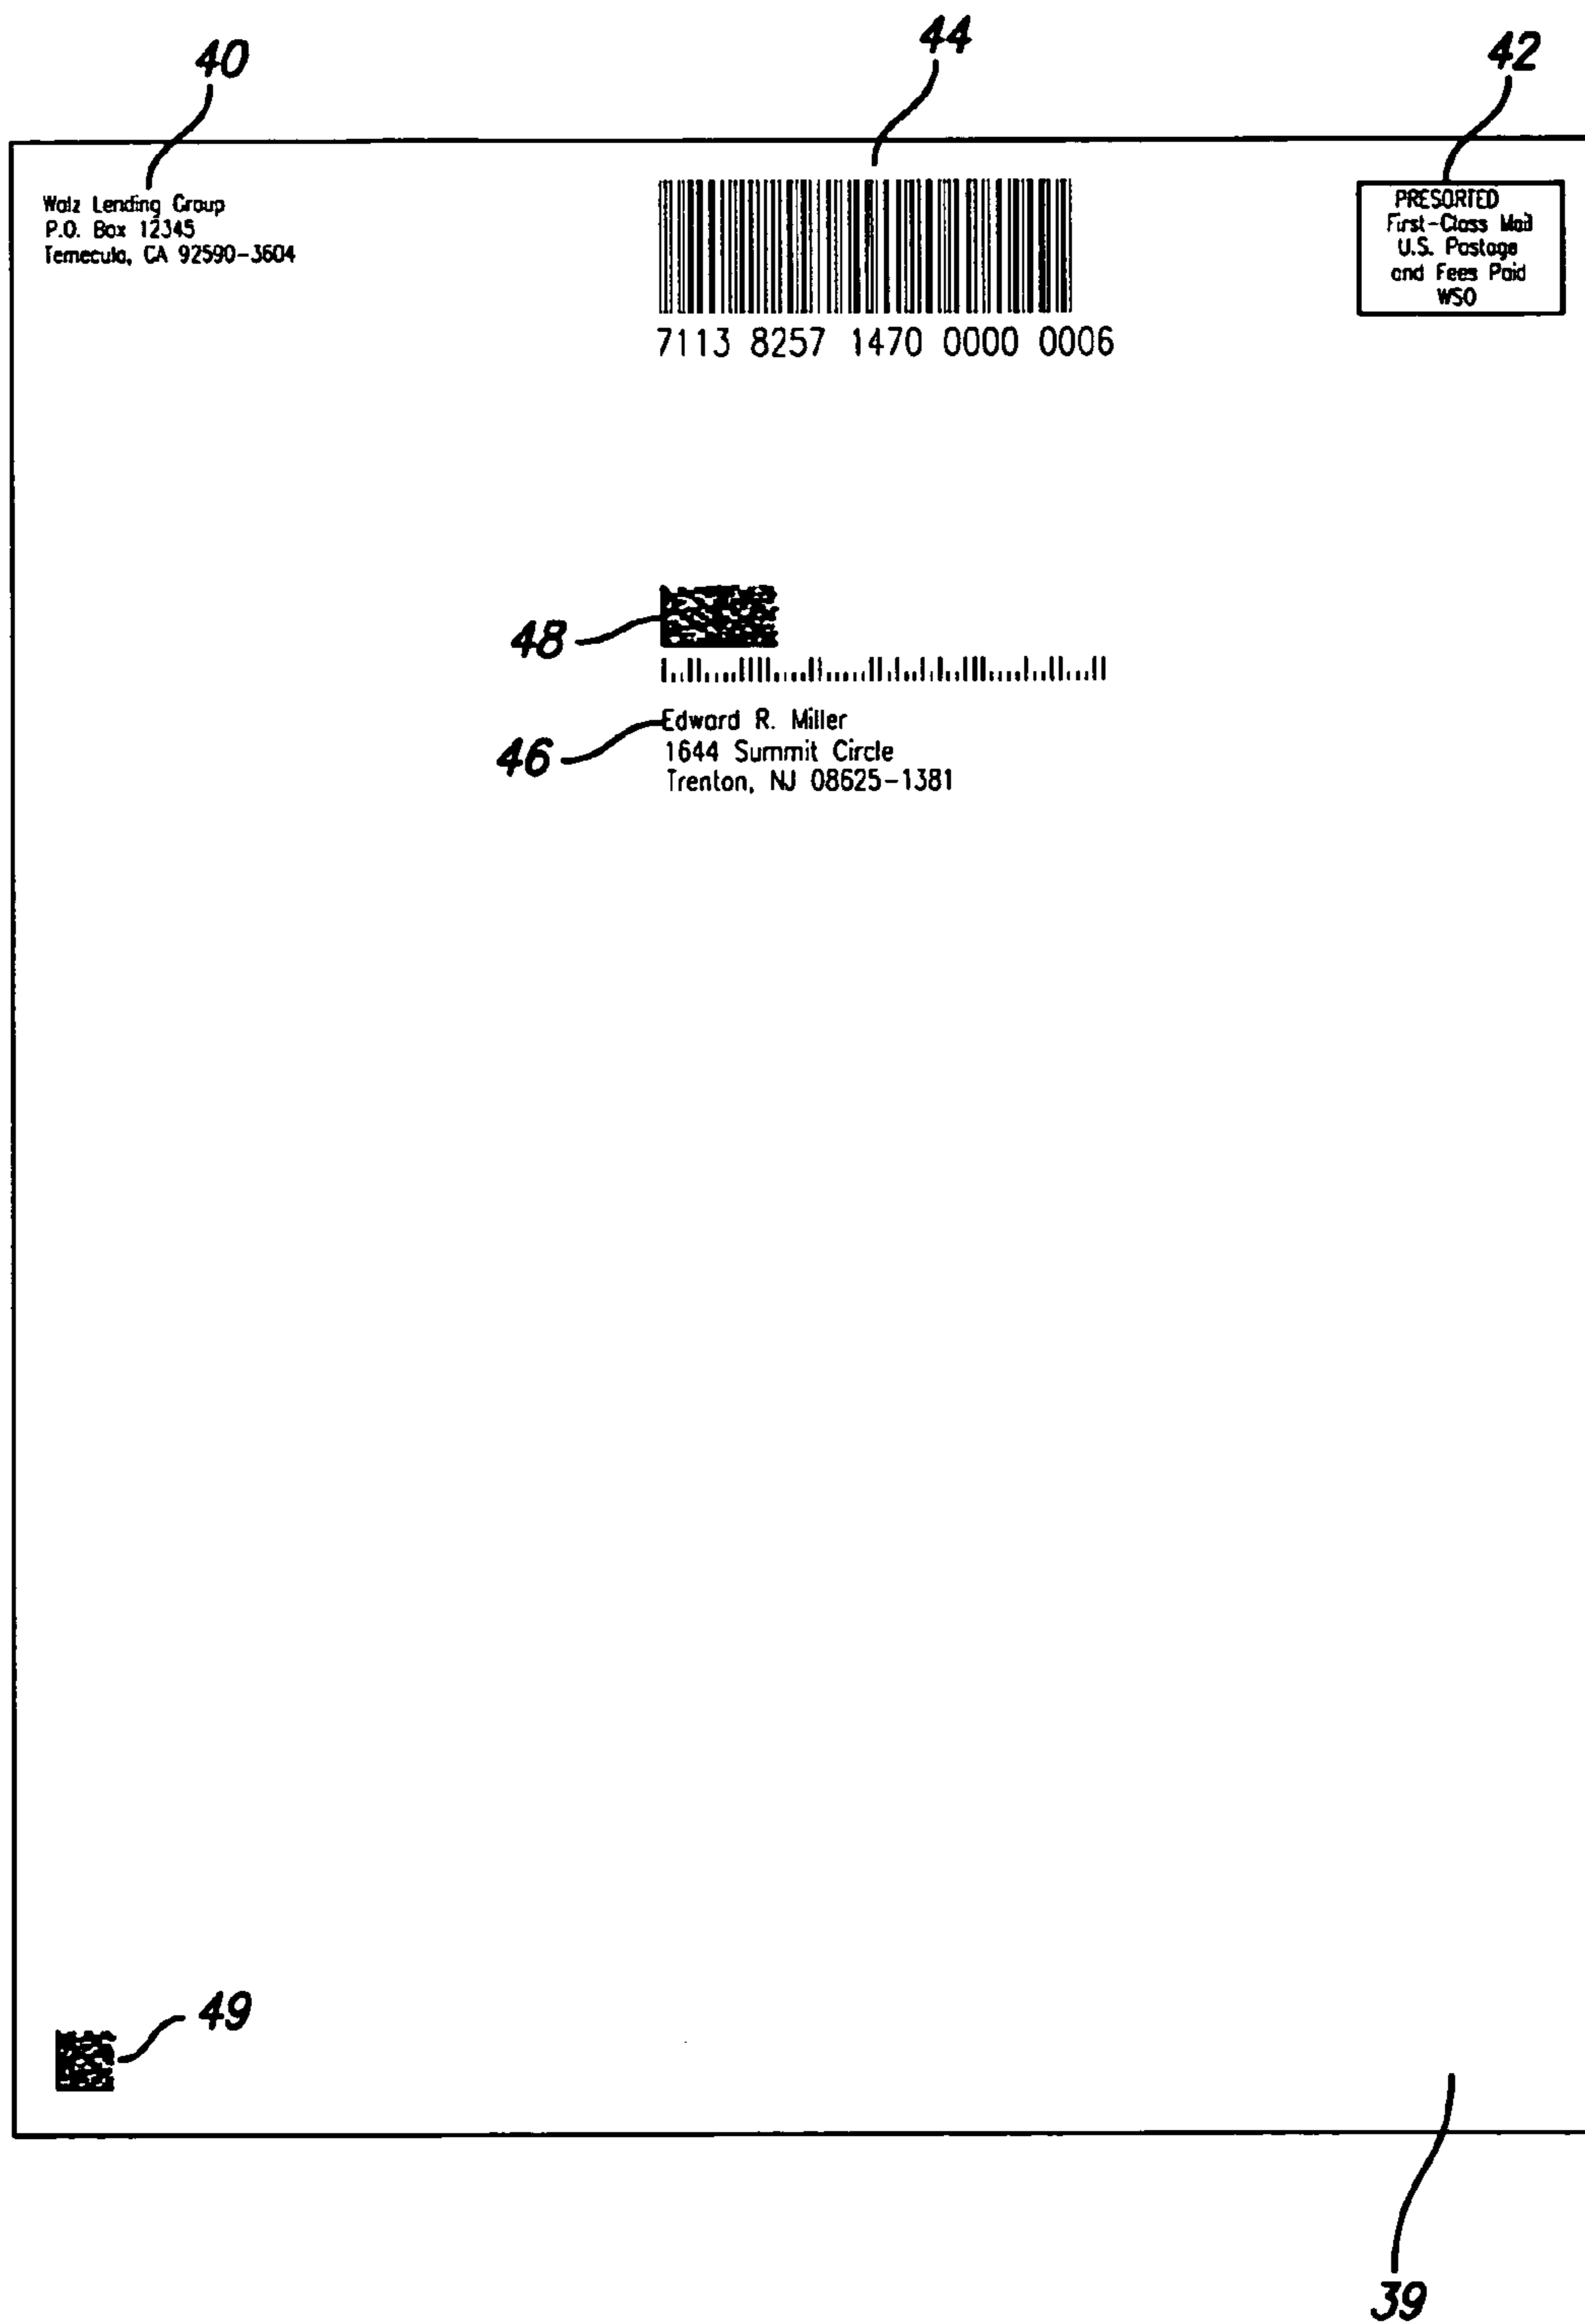 40
44
42
Walz Lending Group
P.O. Box 12345
Temecula, CA 92590-3604
7113 8257 1470 0000 0006
PRESORTED
First-Class Mail
U.S. Postage
and Fees Paid
WSO
48
46
Edward R. Miller
1644 Summit Circle
Trenton, NJ 08625-1381
49
39